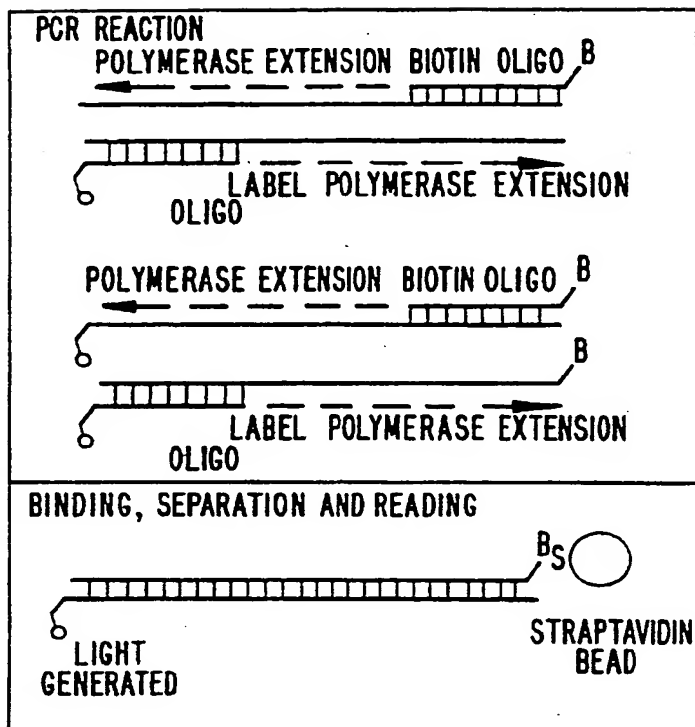 PCR REACTION
POLYMERASE EXTENSION BIOTIN OLIGO B
LABEL POLYMERASE EXTENSION
OLIGO
POLYMERASE EXTENSION BIOTIN OLIGO B
B
LABEL POLYMERASE EXTENSION
OLIGO
BINDING, SEPARATION AND READING
BS
STRAPTAVIDIN
BEAD
LIGHT
GENERATED